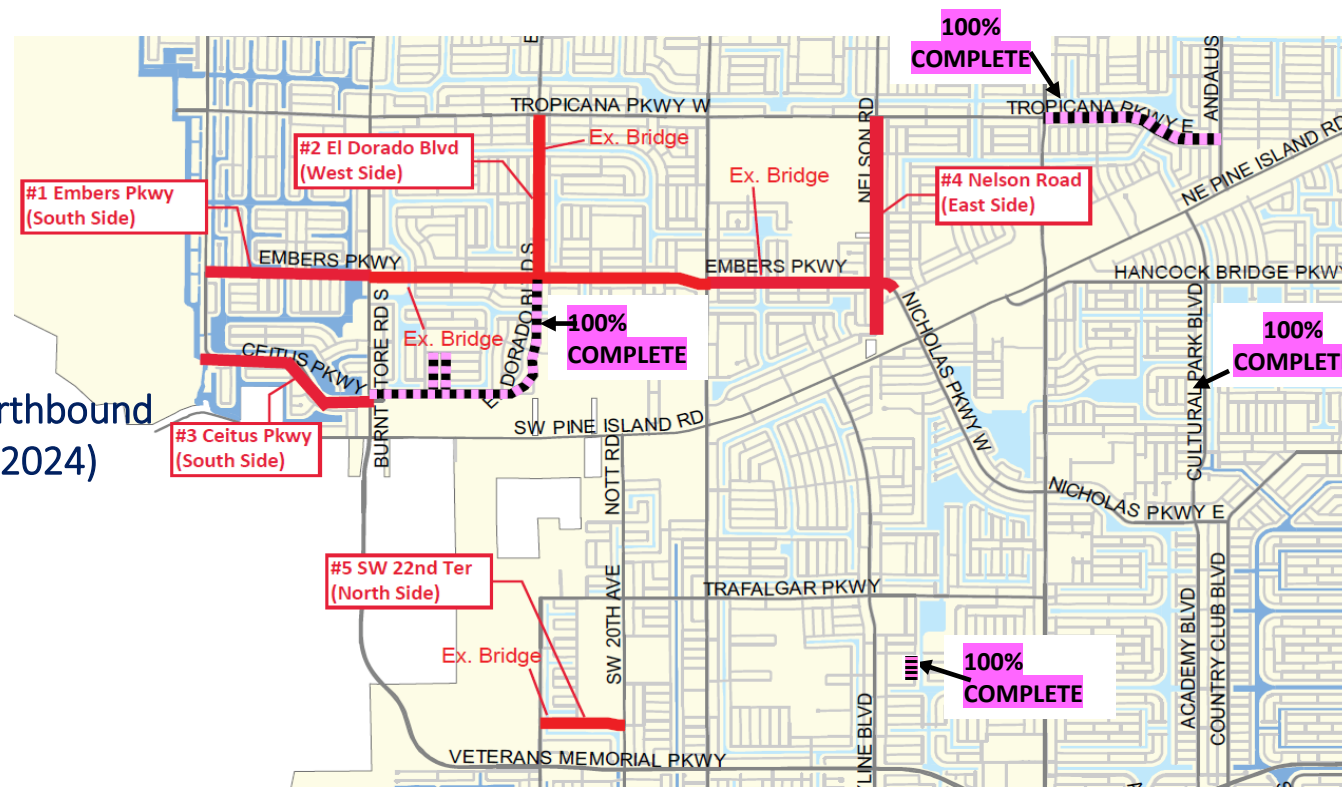 100%
COMPLETE
ANDALUS
TROPICANA PKWY W
TROPICANA PKWY E
NELSON RD
Ex. Bridge
#2 El Dorado Blvd
(West Side)
NE PINE ISLAND RD
Ex. Bridge
#4 Nelson Road
(East Side)
#1 Embers Pkwy
(South Side)
EMBERS PKWY
EMBERS PKWY
HANCOCK BRIDGE PKWY
100%
COMPLETE
100%
COMPLET
Ex. Bridge
CEITUS PKWY
NICHOLAS PKWY W
CULTURAL PARK BLVD
rthbound
2024)
SW PINE ISLAND RD
#3 Ceitus Pkwy
(South Side)
BURNT STORE RD S
NOTT RD
NICHOLAS PKWY E
#5 SW 22nd Ter
(North Side)
TRAFALGAR PKWY
SW 20TH AVE
ACADEMY BLVD
COUNTRY CLUB BLVD
Ex. Bridge
100%
COMPLETE
VETERANS MEMORIAL PKWY
YLINE BLVD